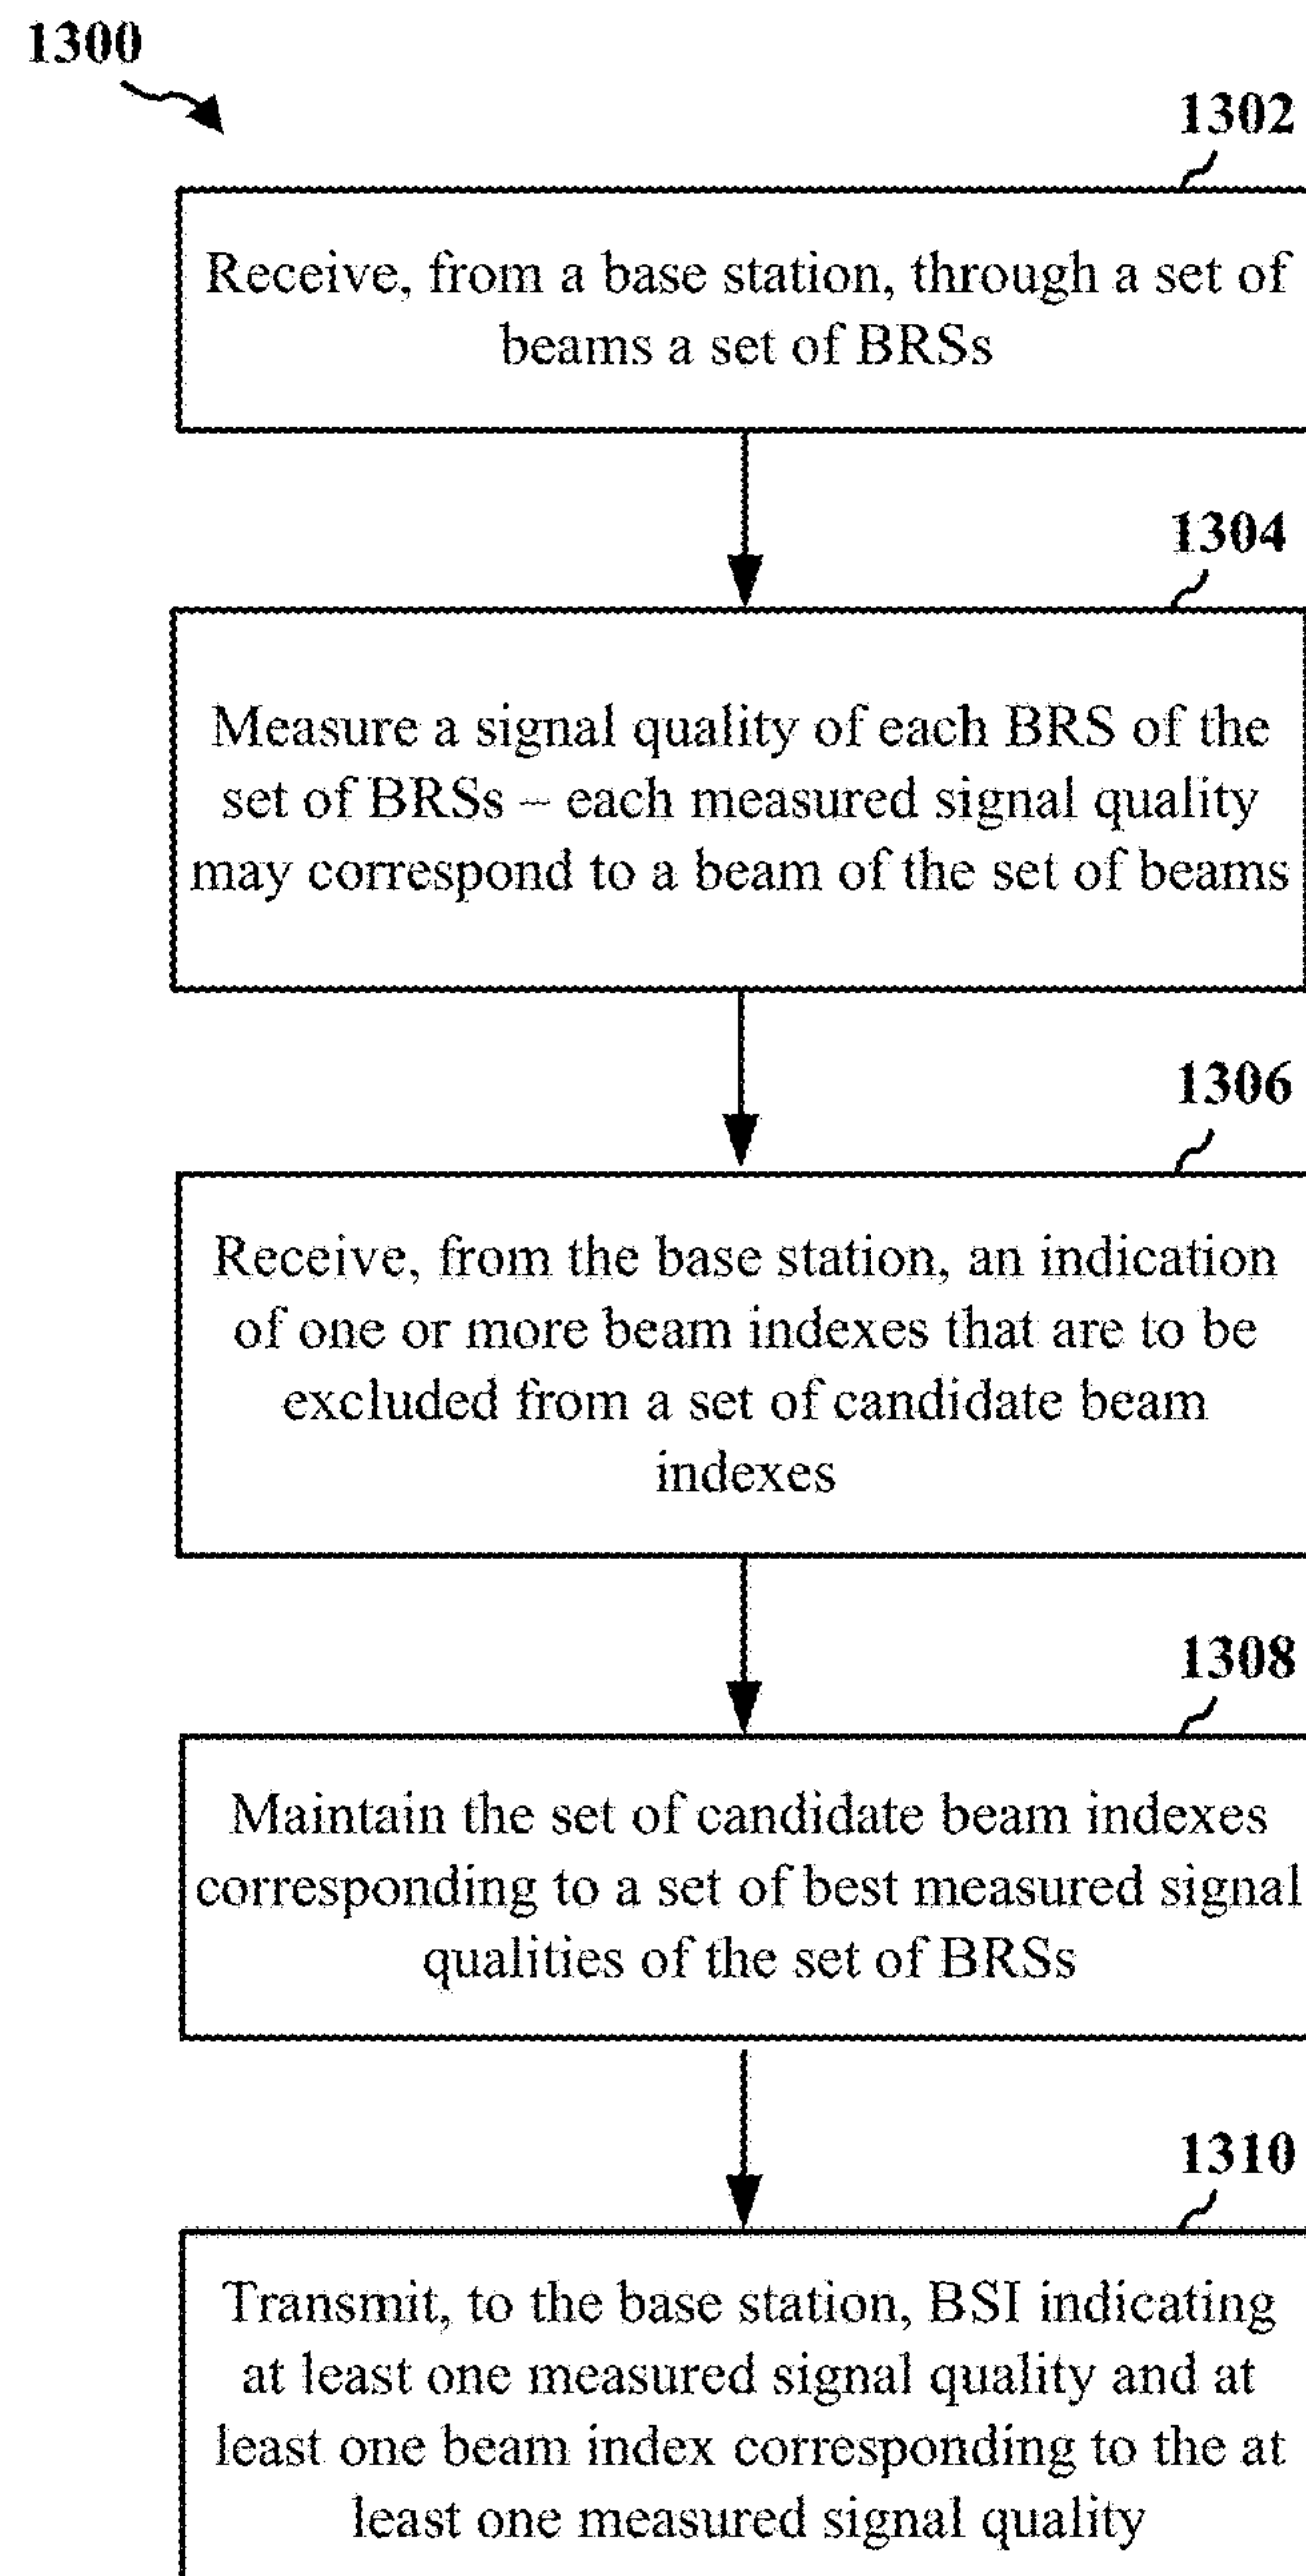 1300
1302
Receive, from a base station, through a set of
beams a set of BRSs
1304
Measure a signal quality of each BRS of the
set of BRSs – each measured signal quality
may correspond to a beam of the set of beams
1306
Receive, from the base station, an indication
of one or more beam indexes that are to be
excluded from a set of candidate beam
indexes
1308
Maintain the set of candidate beam indexes
corresponding to a set of best measured signal
qualities of the set of BRSs
1310
Transmit, to the base station, BSI indicating
at least one measured signal quality and at
least one beam index corresponding to the at
least one measured signal quality